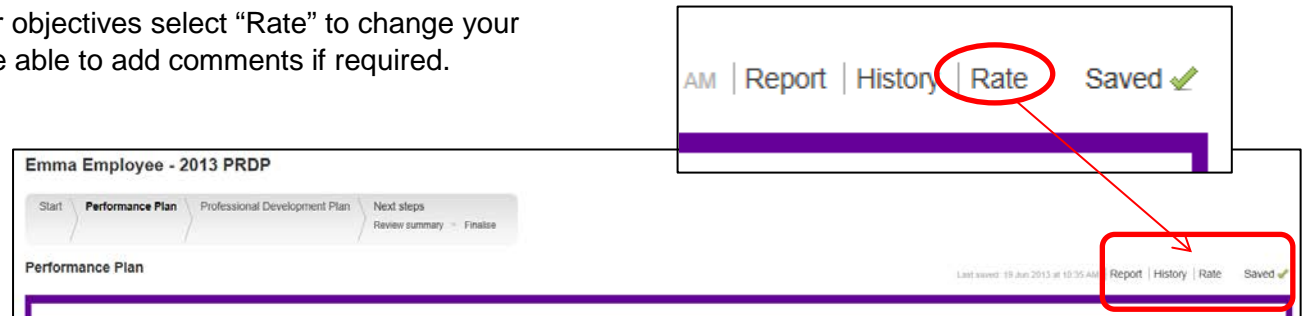 r objectives select “Rate” to change your
e able to add comments if required.
AM | Report | History | Rate Saved
Emma Employee - 2013 PRDP
Start Performance Plan Professional Development Plan Next steps
Review summary - Finalise
Performance Plan
Last saved: 19 Jun 2013 at 10:35 AM Report | History | Rate Saved